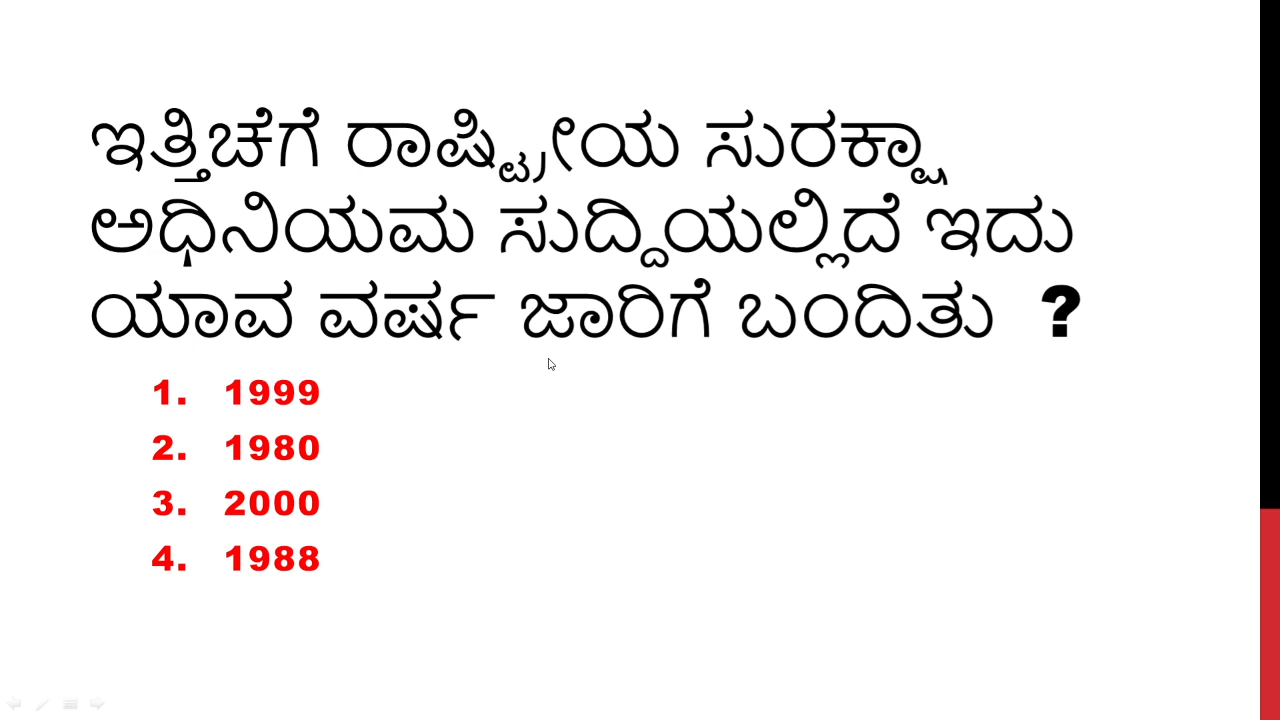 ಇತ್ತಿಚೆಗೆ ರಾಷ್ಟ್ರೀಯ ಸುರಕ್ಷಾ
ಅಧಿನಿಯಮ ಸುದ್ದಿಯಲ್ಲಿದೆ ಇದು
ಯಾವ ವರ್ಷ ಜಾರಿಗೆ ಬಂದಿತು ?
1. 1999
2. 1980
3. 2000
4. 1988